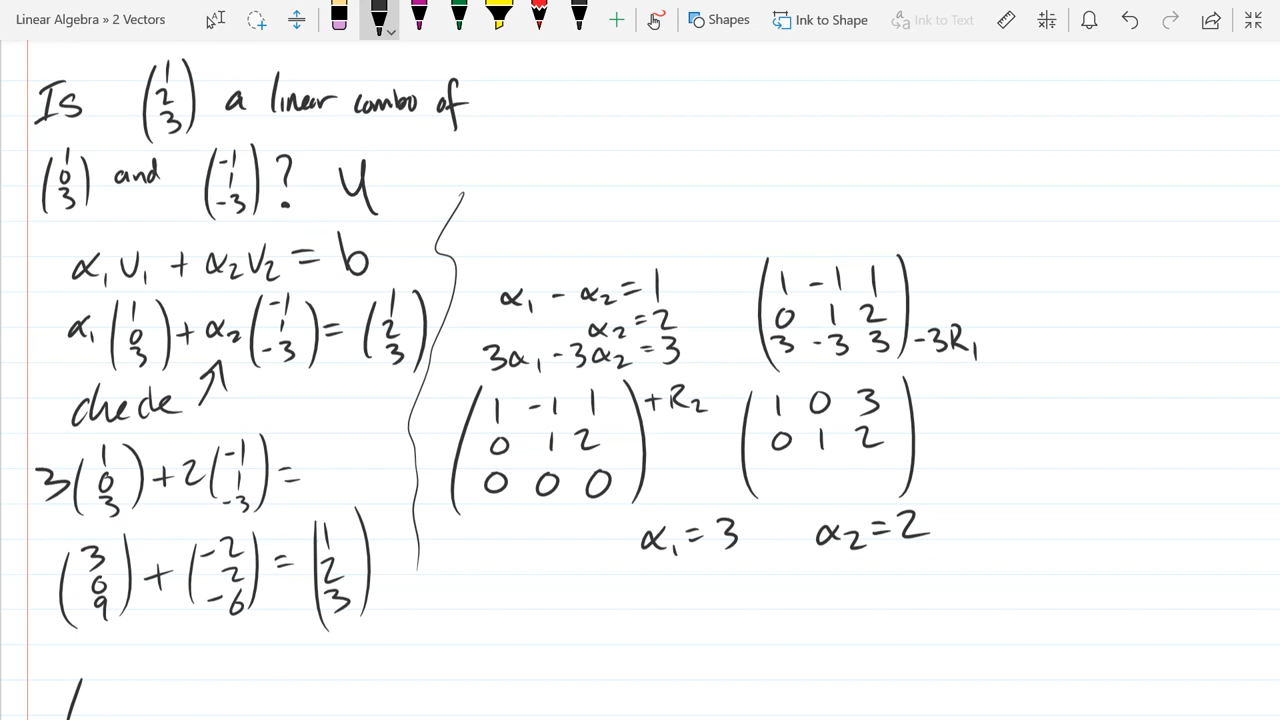 Linear Algebra » 2 Vectors
Shapes
Ink to Shape
Ink to Text
Is (1 2 3) a linear combo of
(1 0 3) and (-1 1 -3)? y
α₁v₁ + α₂v₂ = b
α₁(1 0 3) + α₂(-1 1 -3) = (1 2 3)
check
3(1 0 3) + 2(-1 1 -3) =
(3 0 9) + (-2 2 -6) = (1 2 3)
α₁ - α₂ = 1
α₂ = 2
3α₁ - 3α₂ = 3
1 -1 1
0 1 2
3 -3 3 -3R₁
1 -1 1 +R₂
0 1 2
0 0 0
1 0 3
0 1 2
α₁ = 3 α₂ = 2